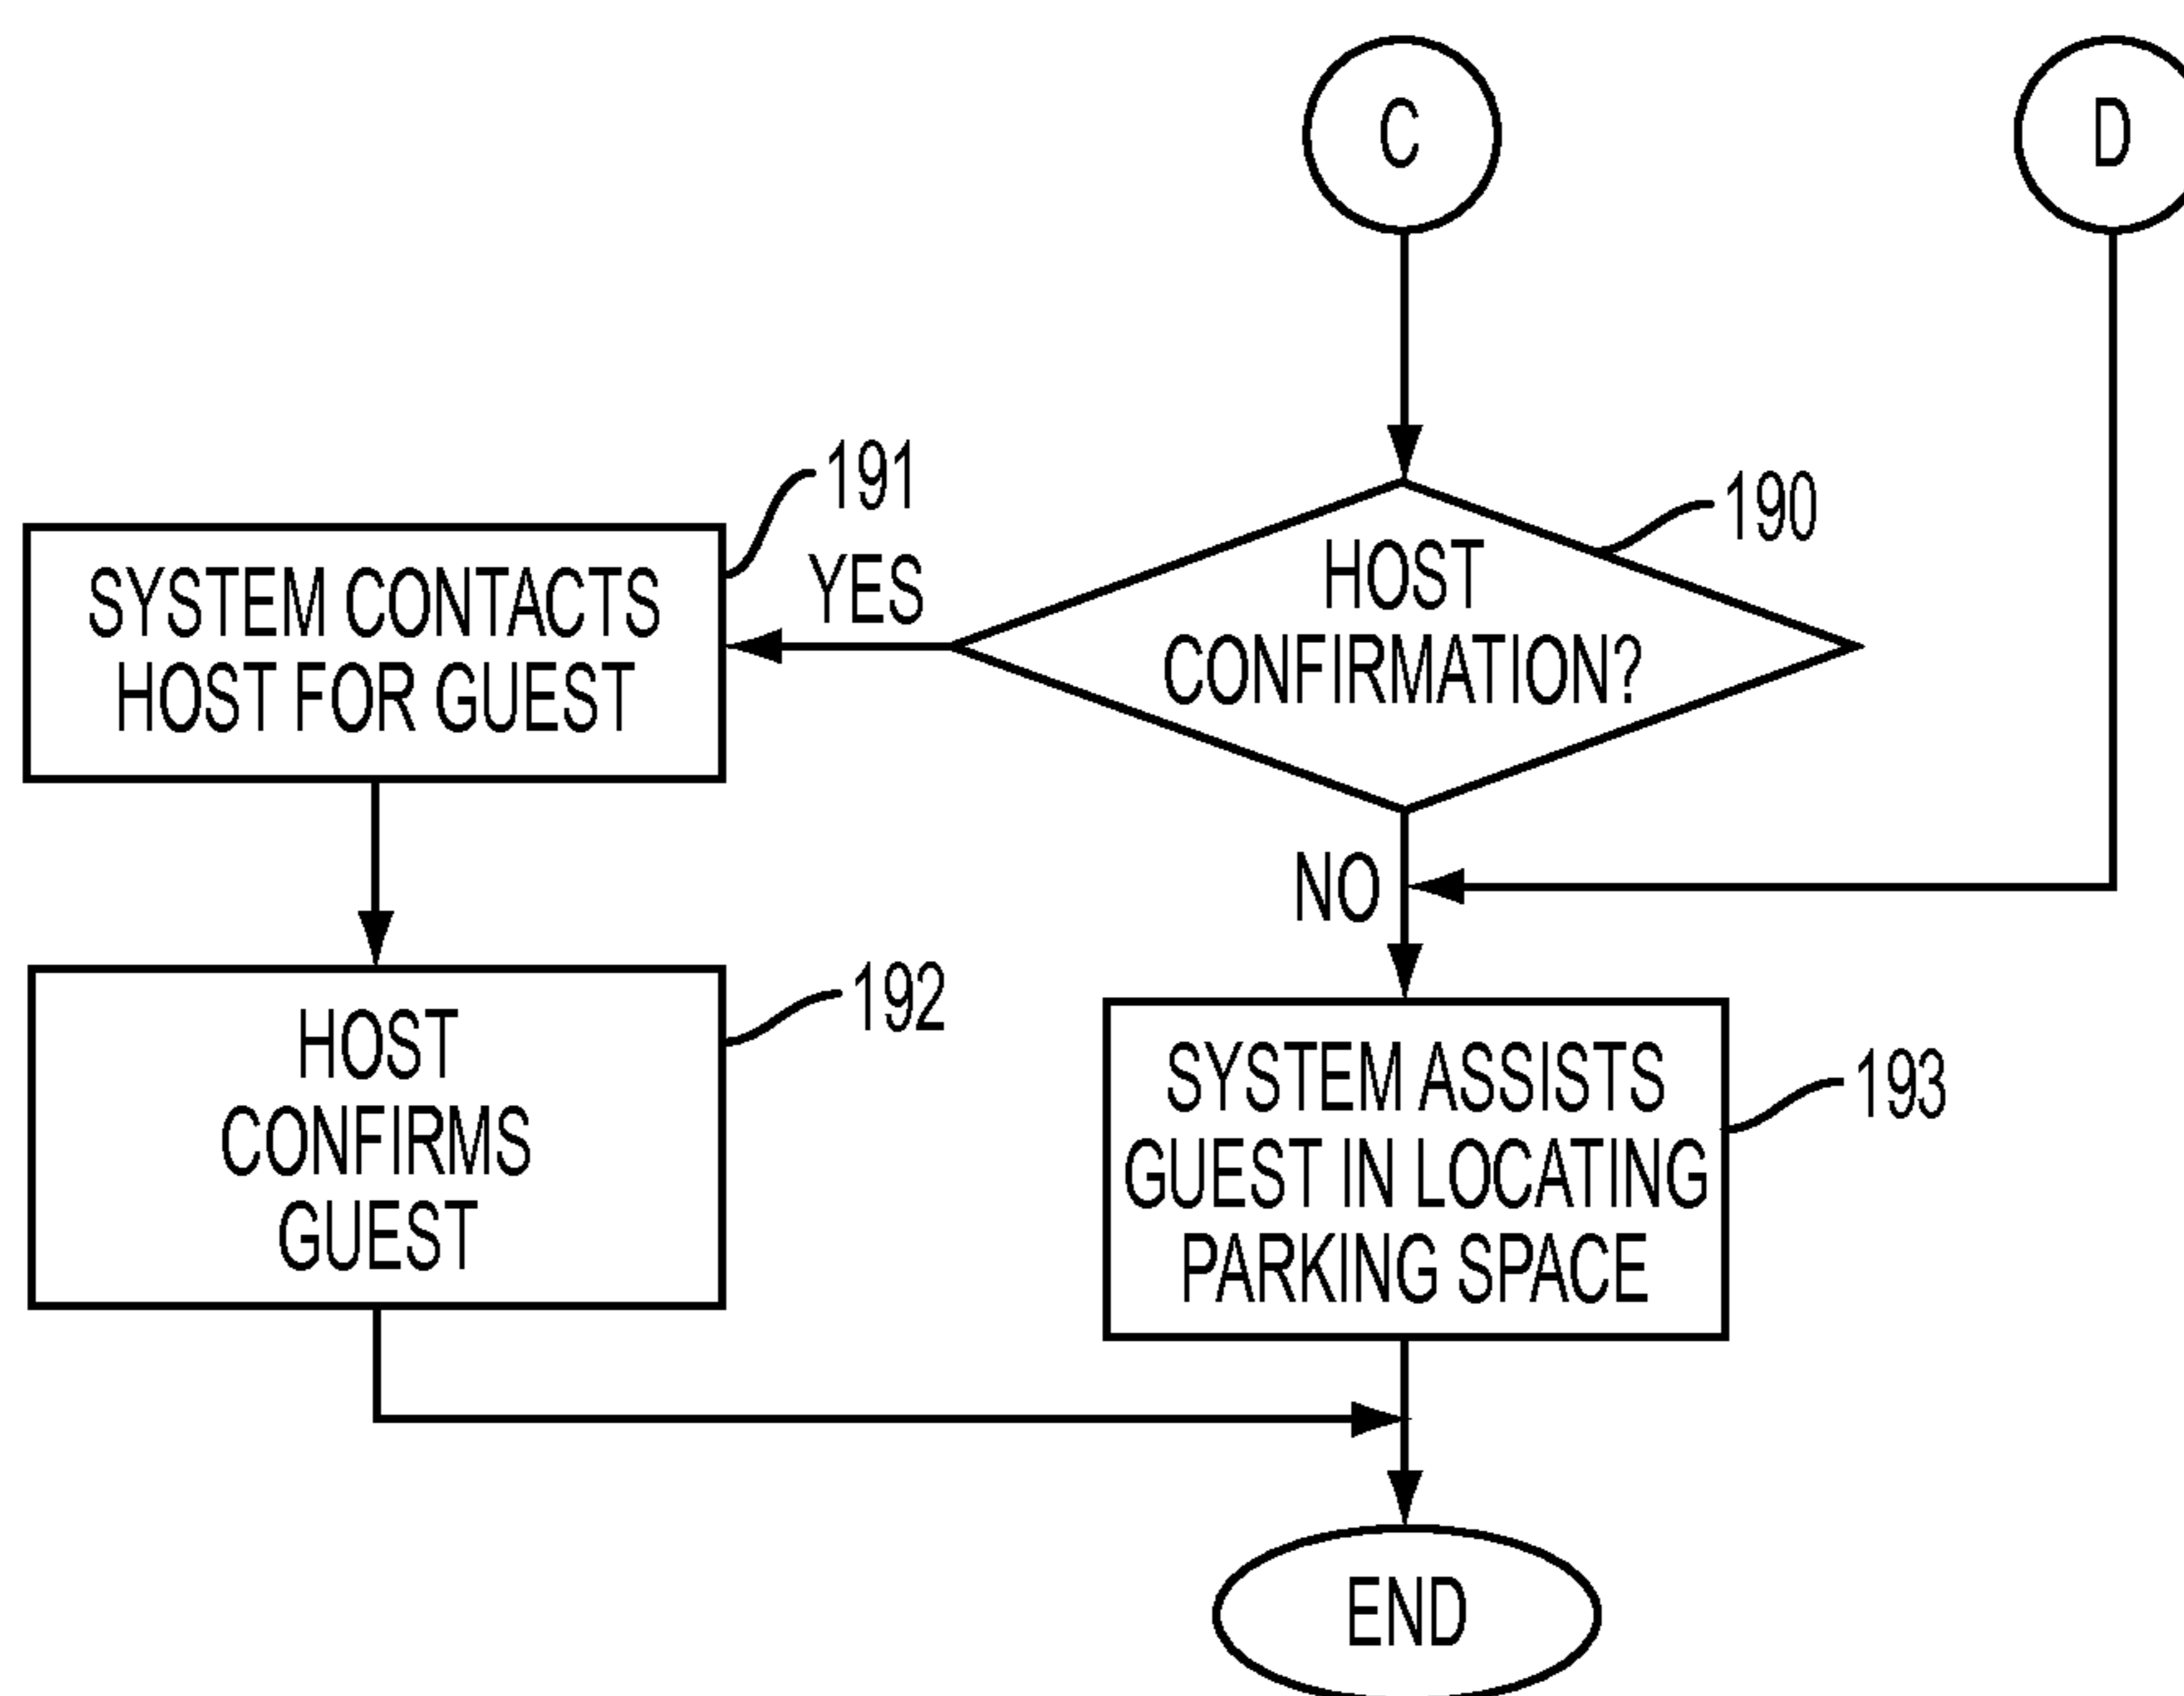 C
D
191
190
YES
HOST
CONFIRMATION?
SYSTEM CONTACTS
HOST FOR GUEST
NO
192
HOST
CONFIRMS
GUEST
193
SYSTEM ASSISTS
GUEST IN LOCATING
PARKING SPACE
END